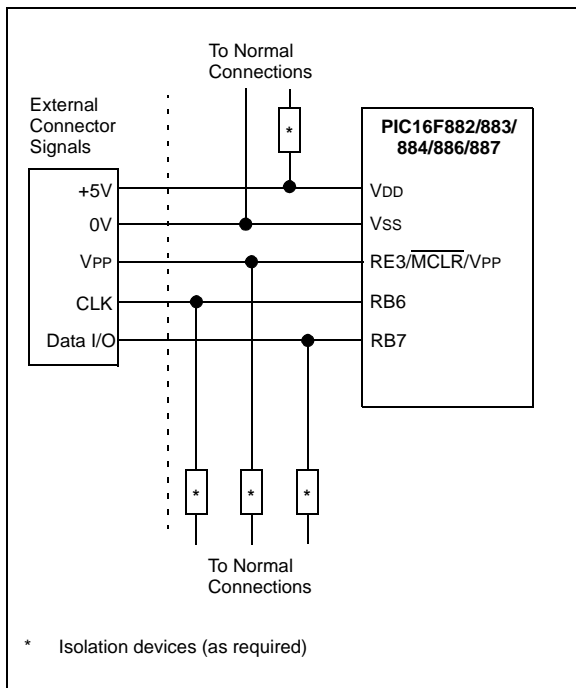 To Normal
Connections
External
Connector
Signals
*
PIC16F882/883/
884/886/887
+5V
VDD
0V
VSS
VPP
RE3/MCLR/VPP
CLK
RB6
Data I/O
RB7
*
*
*
To Normal
Connections
* Isolation devices (as required)